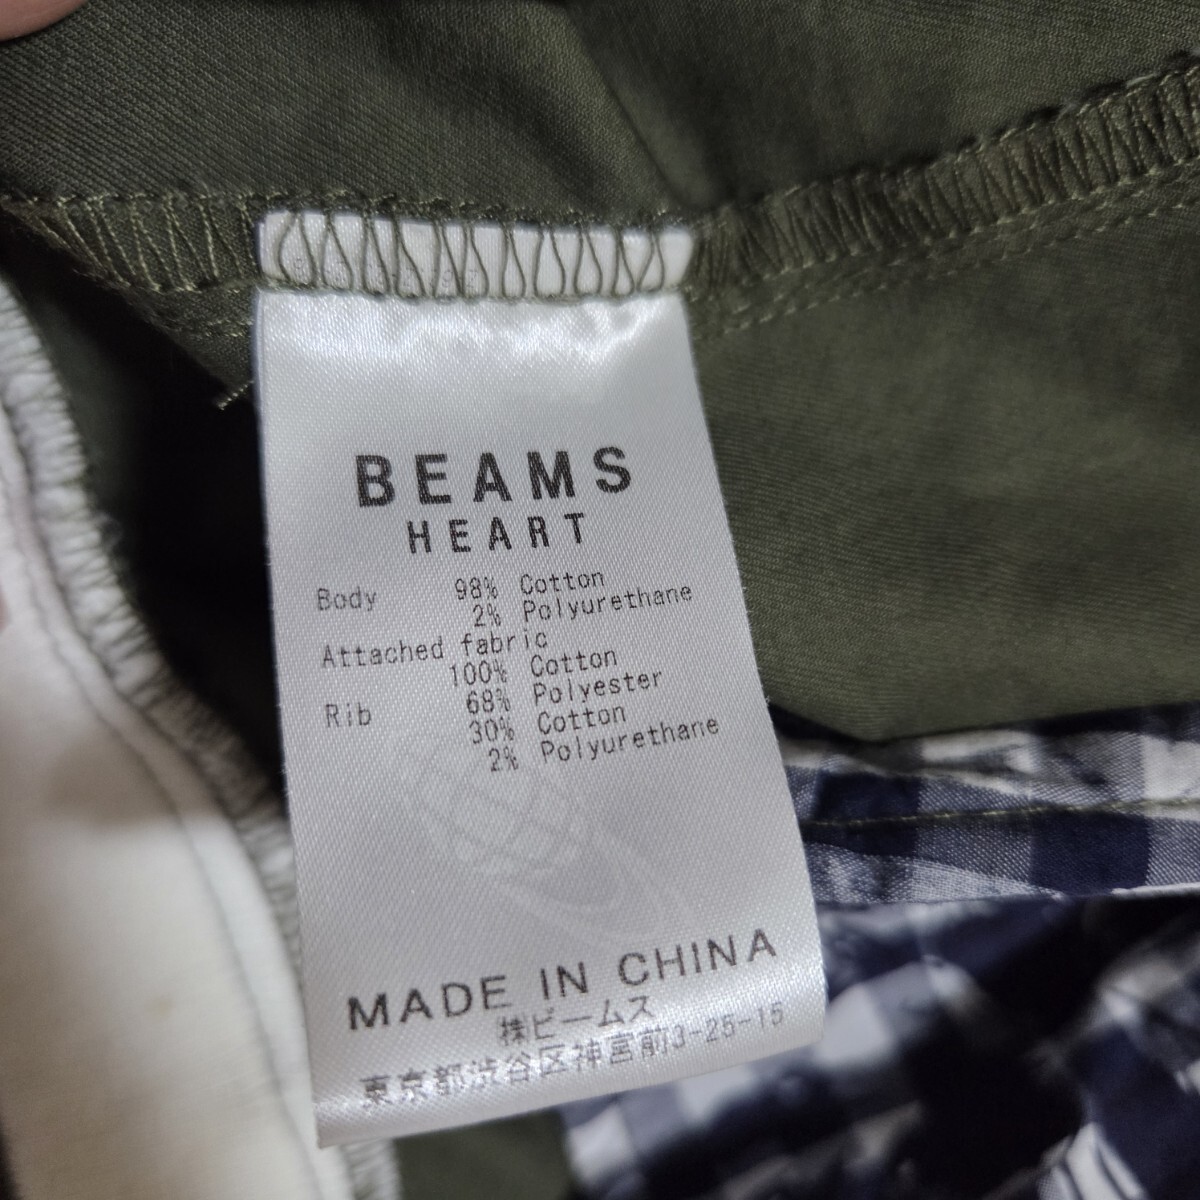 BEAMS
HEART
Body 98% Cotton
2% Polyurethane
Attached fabric
100% Cotton
Rib 68% Polyester
30% Cotton
2% Polyurethane
MADE IN CHINA
㈱ビームス
東京都渋谷区神宮前3-25-15